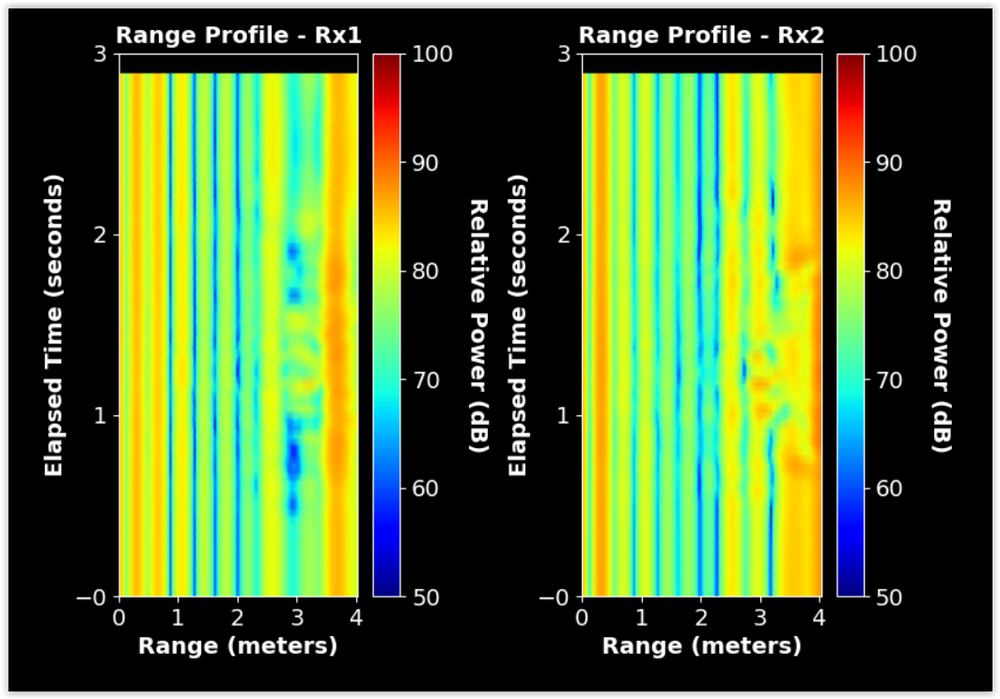 Range Profile - Rx1
3
2
1
−0
0 1 2 3 4
Elapsed Time (seconds)
Range (meters)
100
90
80
70
60
50
Relative Power (dB)
Range Profile - Rx2
3
2
1
−0
0 1 2 3 4
Elapsed Time (seconds)
Range (meters)
100
90
80
70
60
50
Relative Power (dB)